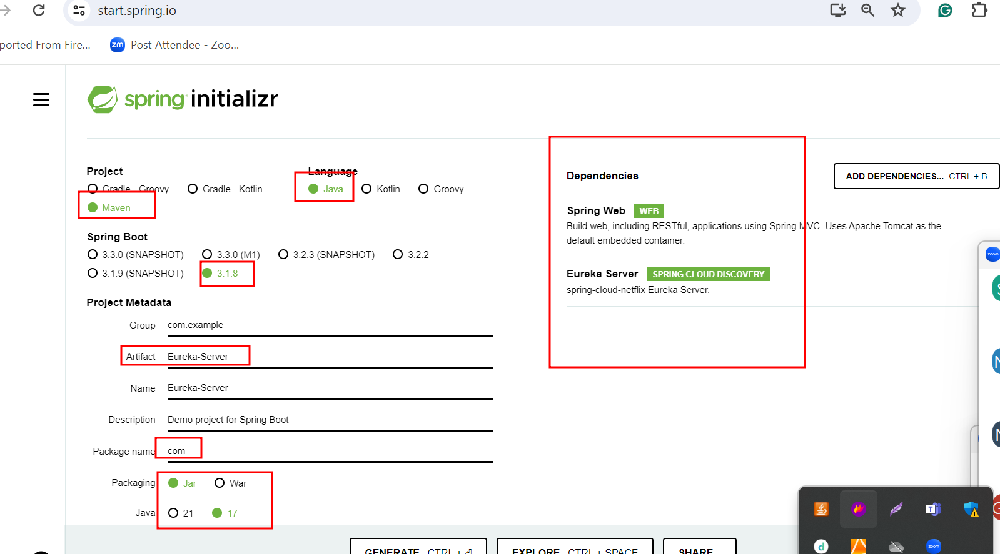 start.spring.io
ported From Fire...
zm Post Attendee - Zoo...
spring initializr
Project
Language
Gradle - Groovy
Gradle - Kotlin
Java
Kotlin
Groovy
Maven
Spring Boot
3.3.0 (SNAPSHOT)
3.3.0 (M1)
3.2.3 (SNAPSHOT)
3.2.2
3.1.9 (SNAPSHOT)
3.1.8
Project Metadata
Group com.example
Artifact Eureka-Server
Name Eureka-Server
Description Demo project for Spring Boot
Package name com
Packaging Jar War
Java 21 17
Dependencies
ADD DEPENDENCIES... CTRL + B
Spring Web WEB
Build web, including RESTful, applications using Spring MVC. Uses Apache Tomcat as the
default embedded container.
Eureka Server SPRING CLOUD DISCOVERY
spring-cloud-netflix Eureka Server.
zoom
S
N
N
G
T
d
zoom
GENERATE CTRL + ⏎
EXPLORE CTRL + SPACE
SHARE...